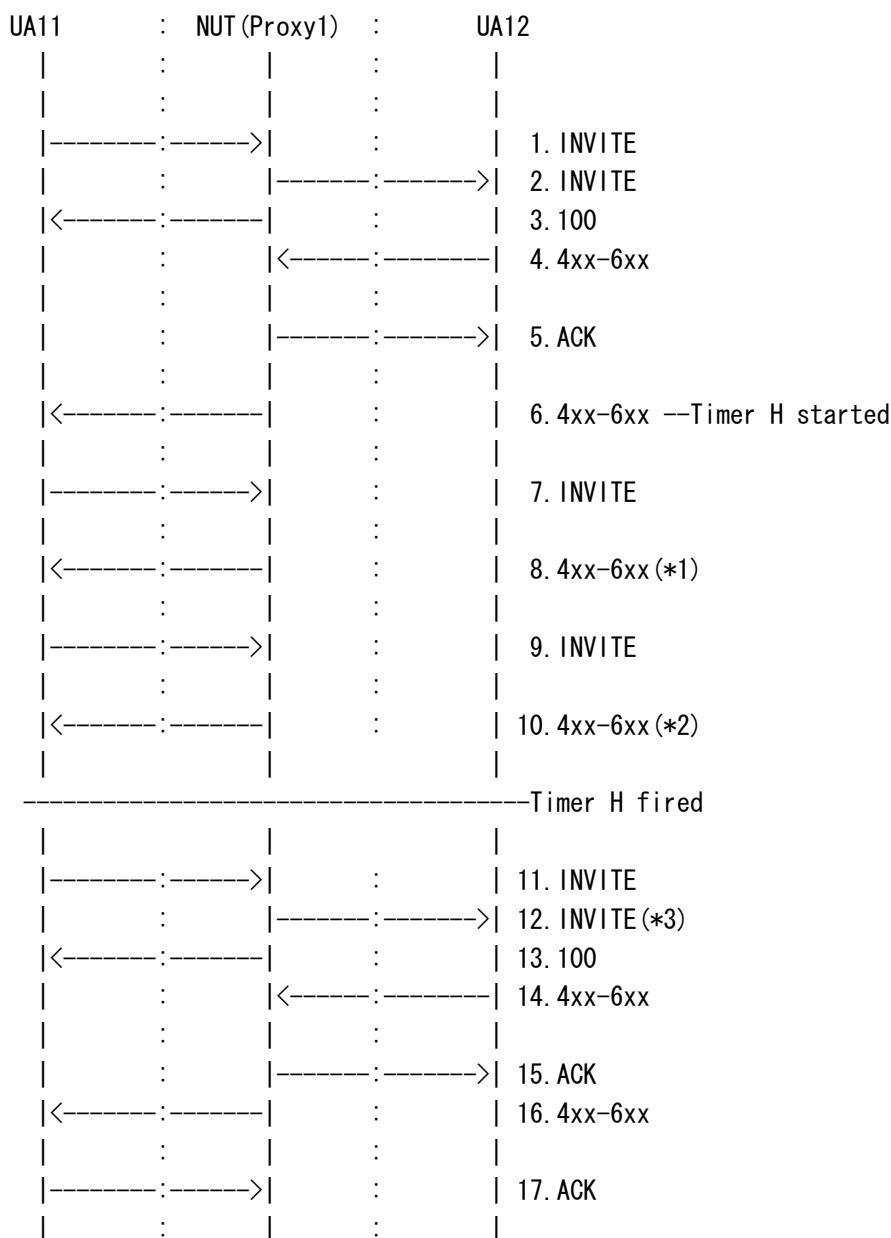 UA11 : NUT(Proxy1) : UA12
1. INVITE
2. INVITE
3. 100
4. 4xx-6xx
5. ACK
6. 4xx-6xx --Timer H started
7. INVITE
8. 4xx-6xx(*1)
9. INVITE
10. 4xx-6xx(*2)
Timer H fired
11. INVITE
12. INVITE(*3)
13. 100
14. 4xx-6xx
15. ACK
16. 4xx-6xx
17. ACK